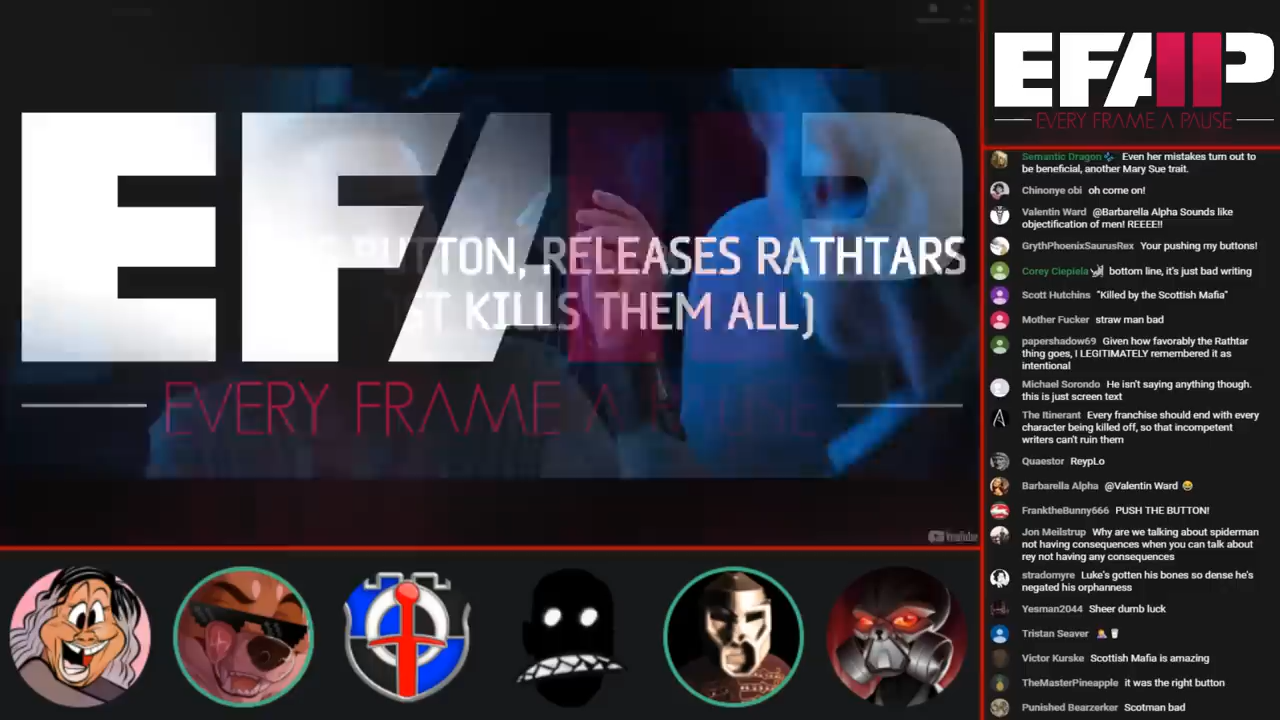 EFAP
BUTTON, RELEASES RATHTARS
KILLS THEM ALL)
EVERY FRAME A PAUSE
YouTube
EFAP
EVERY FRAME A PAUSE
Semantic Dragon Even her mistakes turn out to
be beneficial, another Mary Sue trait.
Chinonye obi oh come on!
Valentin Ward @Barbarella Alpha Sounds like
objectification of men! REEEE!!
GrythPhoenixSaurusRex Your pushing my buttons!
Corey Ciepiela bottom line, it's just bad writing
Scott Hutchins "Killed by the Scottish Mafia"
Mother Fucker straw man bad
papershadow69 Given how favorably the Rathtar
thing goes, I LEGITIMATELY remembered it as
intentional
Michael Sorondo He isn't saying anything though.
this is just screen text
The Itinerant Every franchise should end with every
character being killed off, so that incompetent
writers can't ruin them
Quaestor ReypLo
Barbarella Alpha @Valentin Ward 😂
FranktheBunny666 PUSH THE BUTTON!
Jon Meilstrup Why are we talking about spiderman
not having consequences when you can talk about
rey not having any consequences
stradomyre Luke's gotten his bones so dense he's
negated his orphanness
Yesman2044 Sheer dumb luck
Tristan Seaver
Victor Kurske Scottish Mafia is amazing
TheMasterPineapple it was the right button
Punished Bearzerker Scotman bad